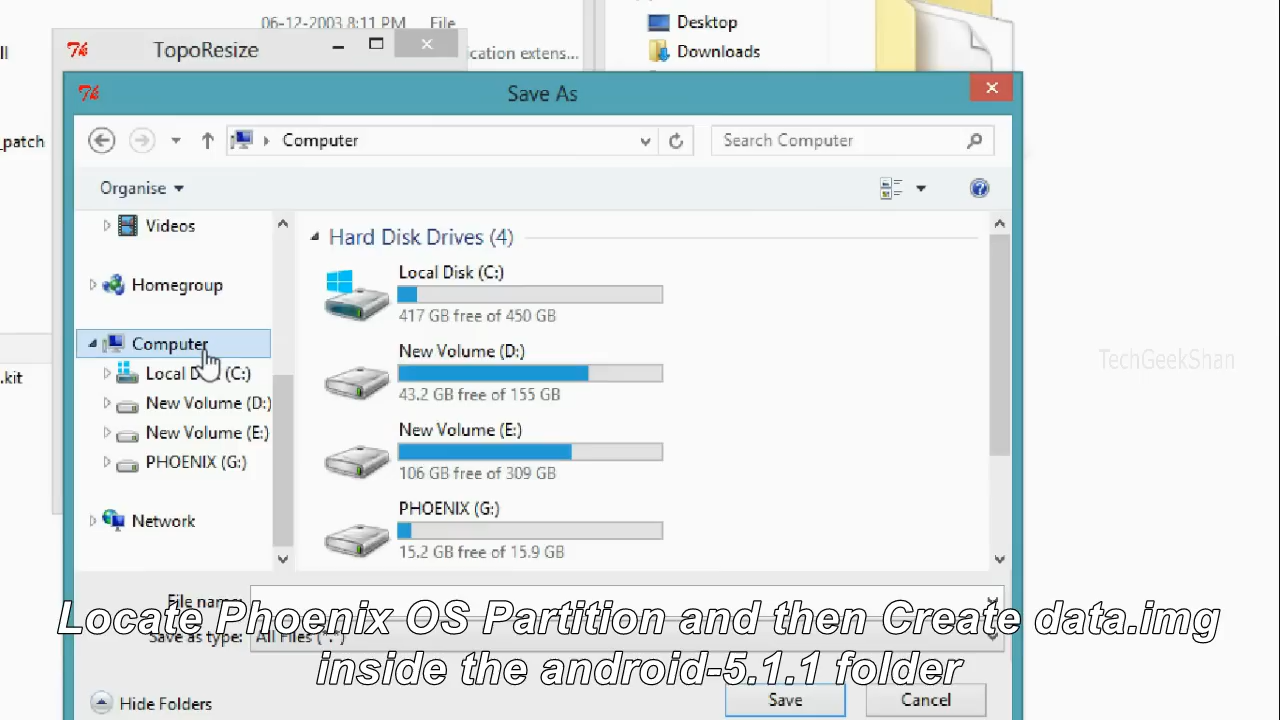 06-12-2003 8:11 PM File
Desktop
ll
TopoResize
ication extens...
Downloads
Save As
_patch
Computer
Search Computer
Organise
Videos
Hard Disk Drives (4)
Local Disk (C:)
Homegroup
417 GB free of 450 GB
Computer
New Volume (D:)
TechGeekShan
Local D (C:)
.kit
43.2 GB free of 155 GB
New Volume (D:)
New Volume (E:)
New Volume (E:)
PHOENIX (G:)
106 GB free of 309 GB
PHOENIX (G:)
Network
15.2 GB free of 15.9 GB
File name:
Locate Phoenix OS Partition and then Create data.img
Save as type: All Files (*.*)
inside the android-5.1.1 folder
Hide Folders
Save
Cancel